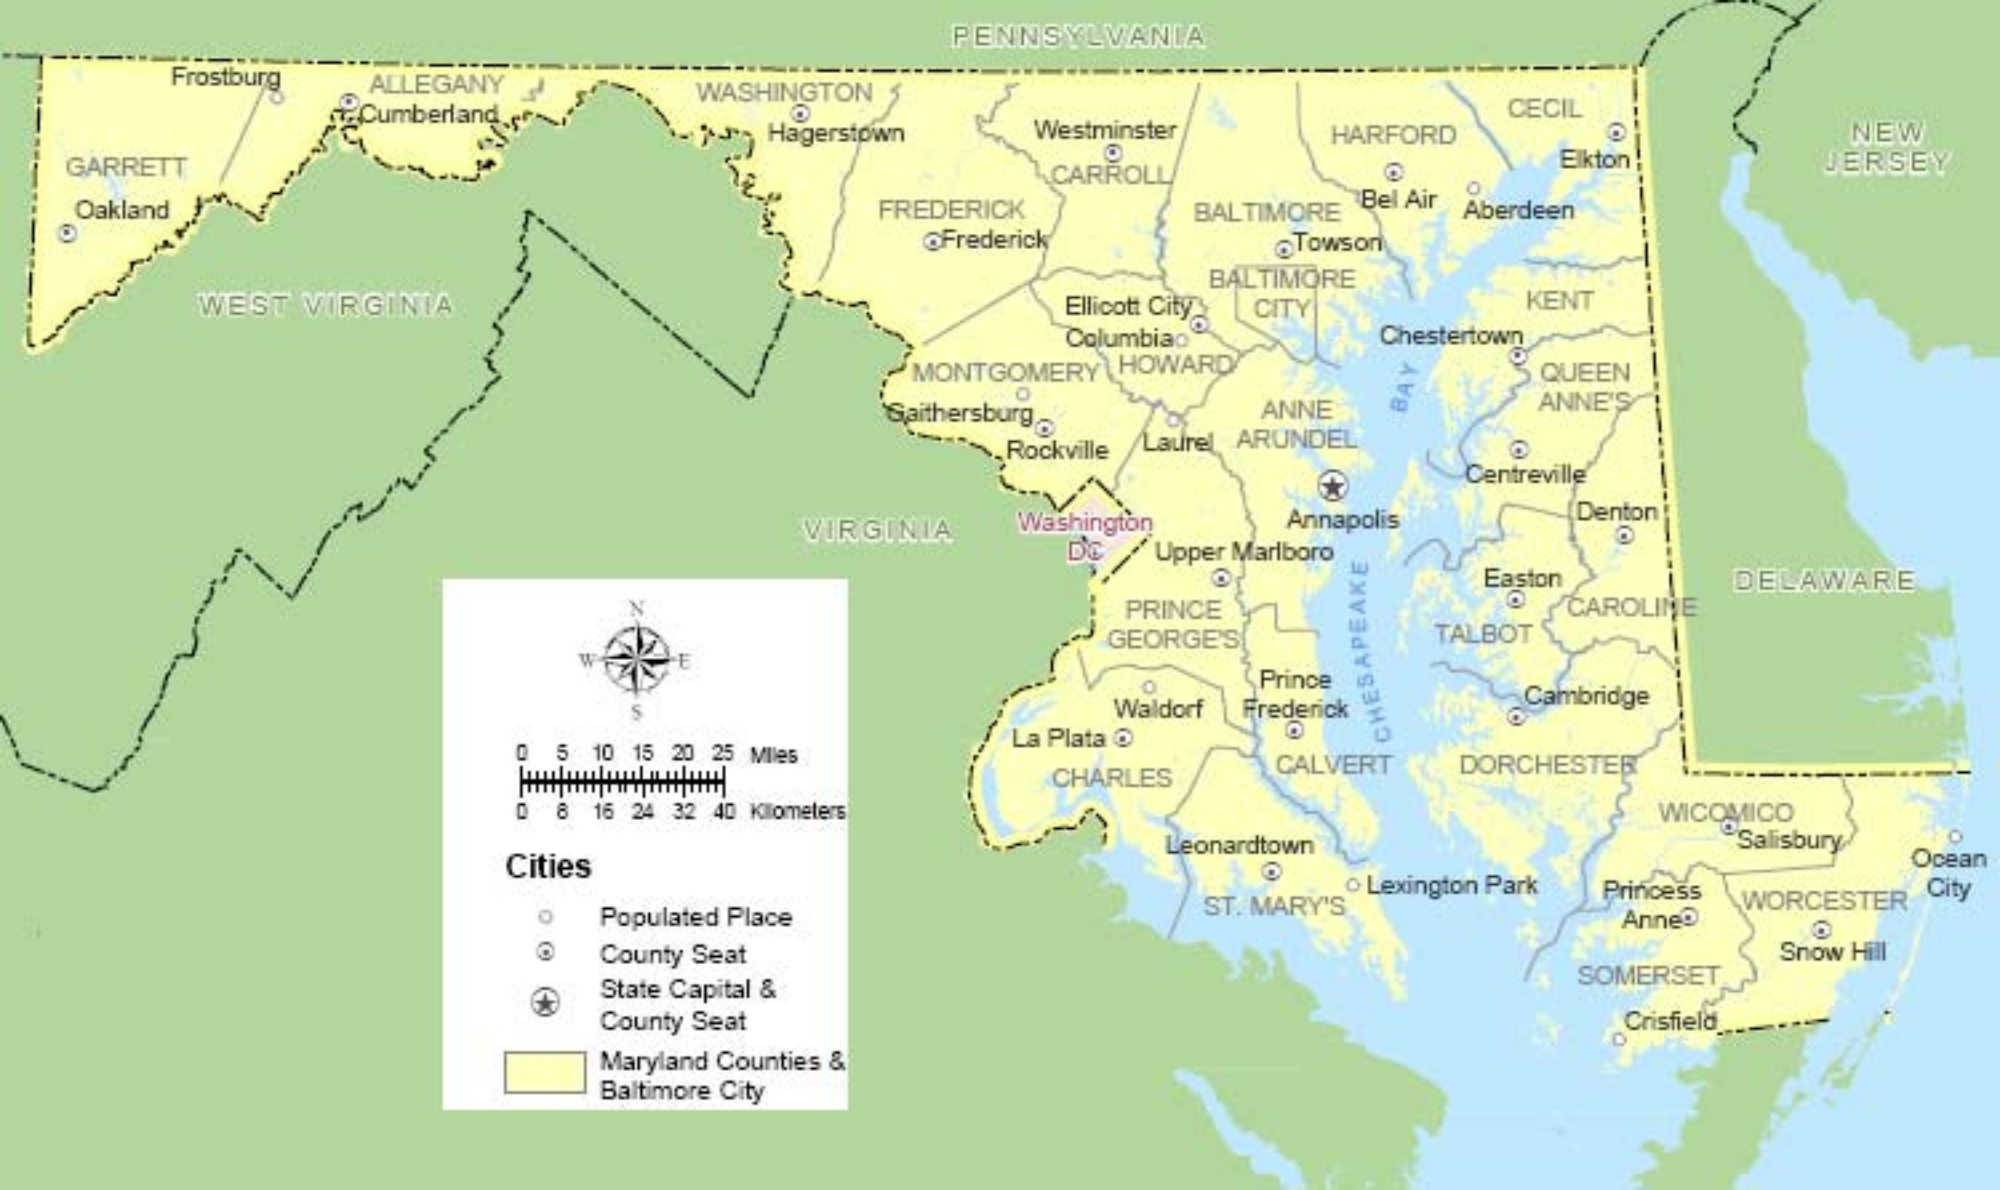 PENNSYLVANIA
Frostburg
ALLEGANY
Cumberland
GARRETT
Oakland
WASHINGTON
Hagerstown
Westminster
CARROLL
HARFORD
Bel Air
Aberdeen
CECIL
Elkton
NEW
JERSEY
FREDERICK
Frederick
BALTIMORE
Towson
BALTIMORE
CITY
WEST VIRGINIA
Ellicott City
Columbia
HOWARD
KENT
Chestertown
QUEEN
ANNE'S
MONTGOMERY
Gaithersburg
Rockville
Laurel
ANNE
ARUNDEL
BAY
Centreville
Annapolis
Denton
VIRGINIA
Washington
DC
Upper Marlboro
PRINCE
GEORGE'S
CHESAPEAKE
Easton
TALBOT
CAROLINE
DELAWARE
Prince
Frederick
Waldorf
La Plata
CHARLES
CALVERT
Cambridge
DORCHESTER
WICOMICO
Salisbury
Ocean
City
Leonardtown
Lexington Park
ST. MARY'S
Princess
Anne
WORCESTER
Snow Hill
SOMERSET
Crisfield
N
W E
S
0 5 10 15 20 25 Miles
0 8 16 24 32 40 Kilometers
Cities
Populated Place
County Seat
State Capital &
County Seat
Maryland Counties &
Baltimore City